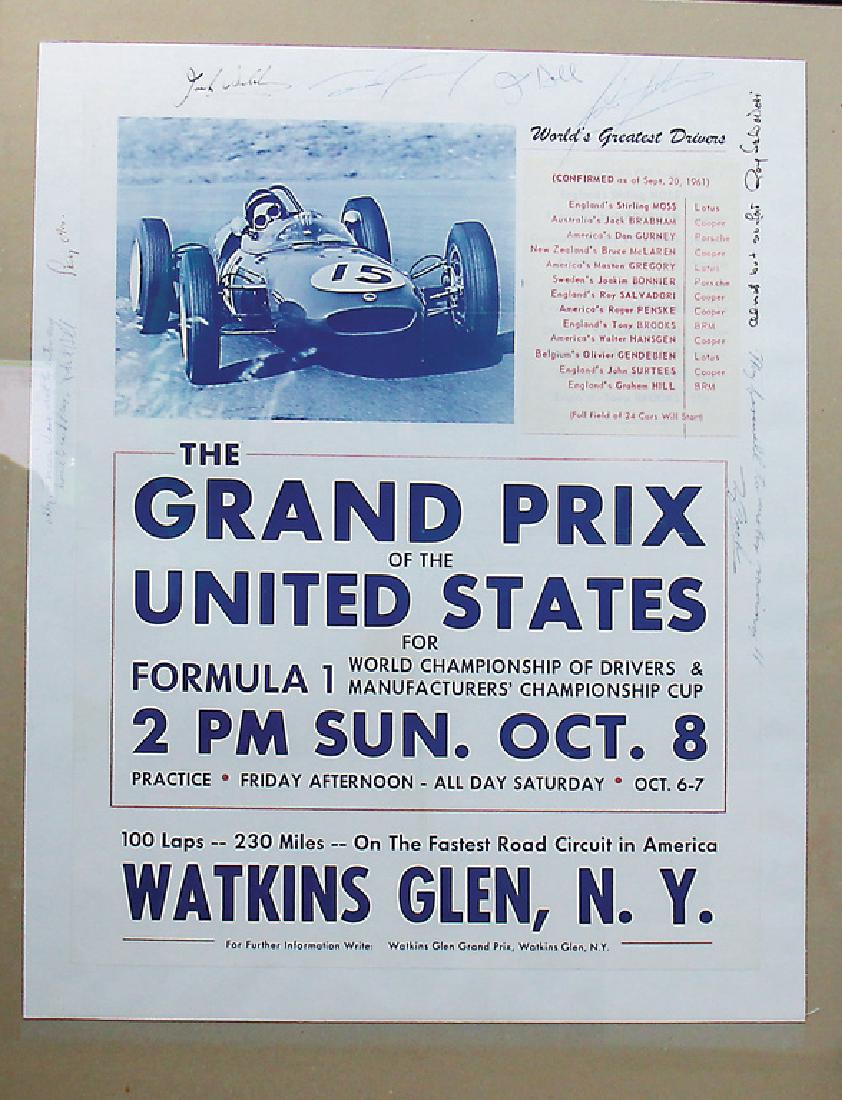 World's Greatest Drivers
(CONFIRMED as of Sept. 20, 1961)
England's Stirling MOSS Lotus
Australia's Jack BRABHAM Cooper
America's Dan GURNEY Porsche
New Zealand's Bruce McLAREN Cooper
America's Masten GREGORY Lotus
Sweden's Joakim BONNIER Porsche
England's Roy SALVADORI Cooper
America's Roger PENSKE Cooper
England's Tony BROOKS BRM
America's Walter HANSGEN Cooper
Belgium's Olivier GENDEBIEN Lotus
England's John SURTEES Cooper
England's Graham HILL BRM
(Full Field of 24 Cars Will Start)
15
THE
GRAND PRIX
OF THE
UNITED STATES
FOR
FORMULA 1 WORLD CHAMPIONSHIP OF DRIVERS &
MANUFACTURERS' CHAMPIONSHIP CUP
2 PM SUN. OCT. 8
PRACTICE • FRIDAY AFTERNOON - ALL DAY SATURDAY • OCT. 6-7
100 Laps -- 230 Miles -- On The Fastest Road Circuit in America
WATKINS GLEN, N. Y.
For Further Information Write: Watkins Glen Grand Prix, Watkins Glen, N.Y.